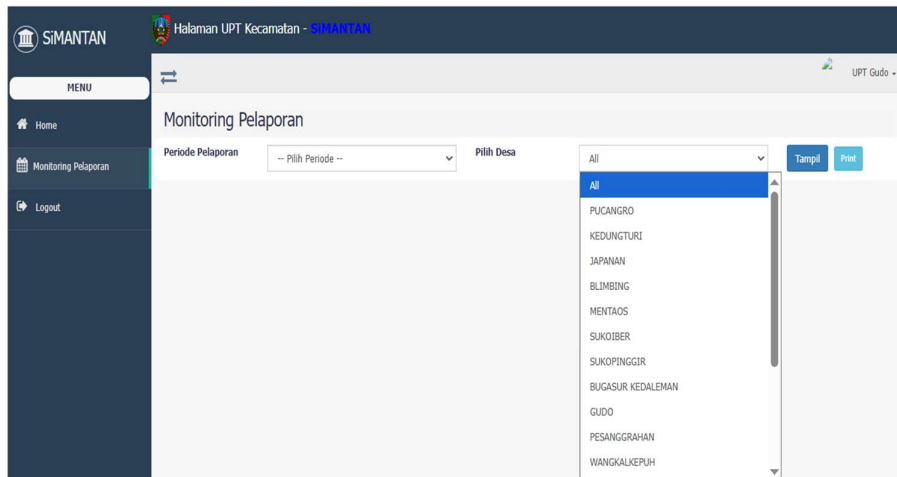 SiMANTAN
Halaman UPT Kecamatan - SiMANTAN
UPT Gudo
MENU
Home
Monitoring Pelaporan
Logout
Monitoring Pelaporan
Periode Pelaporan
-- Pilih Periode --
Pilih Desa
All
Tampil
Print
All
PUCANGRO
KEDUNGTURI
JAPANAN
BLIMBING
MENTAOS
SUKOIBER
SUKOPINGGIR
BUGASUR KEDALEMAN
GUDO
PESANGGRAHAN
WANGKALKEPUH